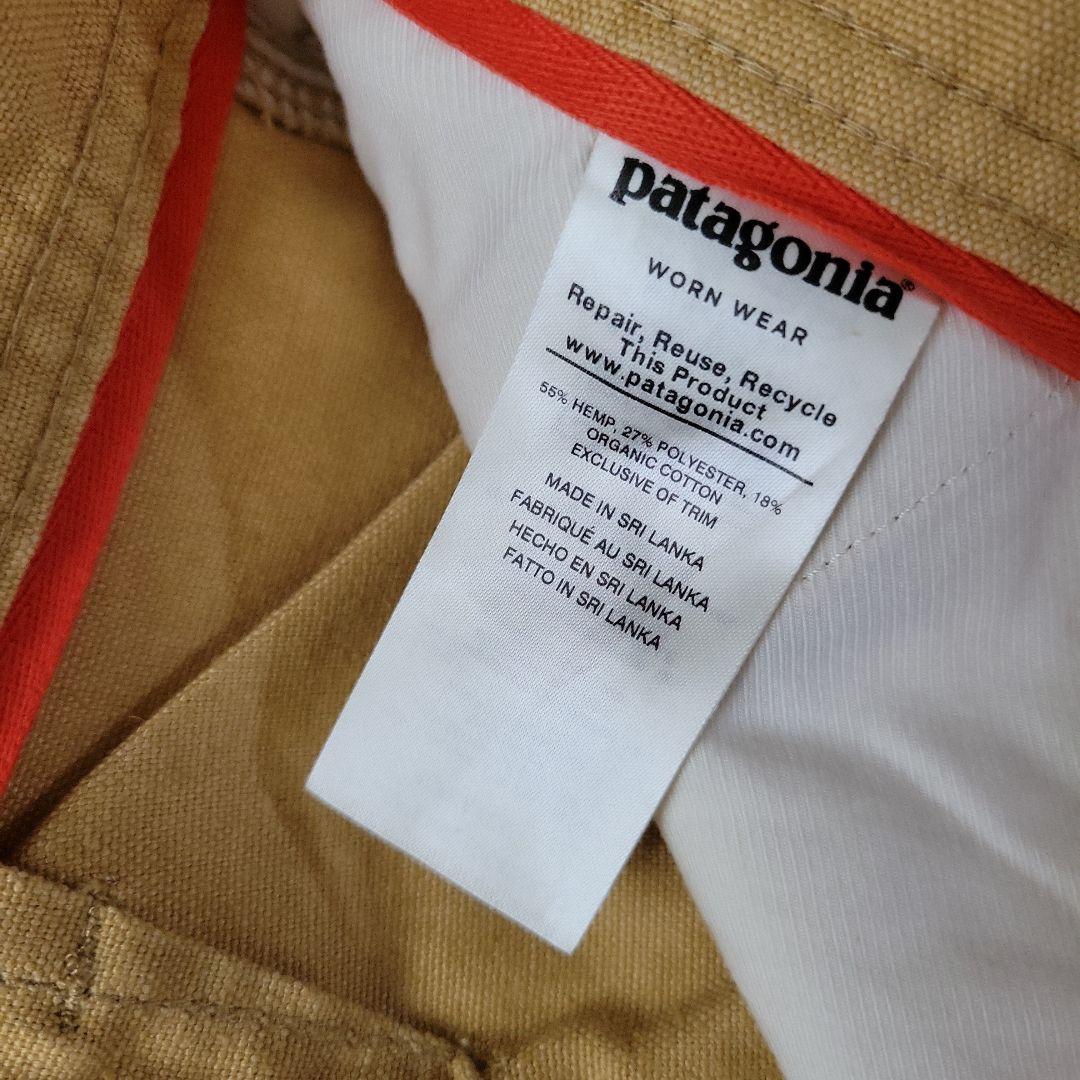 patagonia®
WORN WEAR
Repair, Reuse, Recycle
This Product
www.patagonia.com
55% HEMP, 27% POLYESTER, 18%
ORGANIC COTTON
EXCLUSIVE OF TRIM
MADE IN SRI LANKA
FABRIQUÉ AU SRI LANKA
HECHO EN SRI LANKA
FATTO IN SRI LANKA